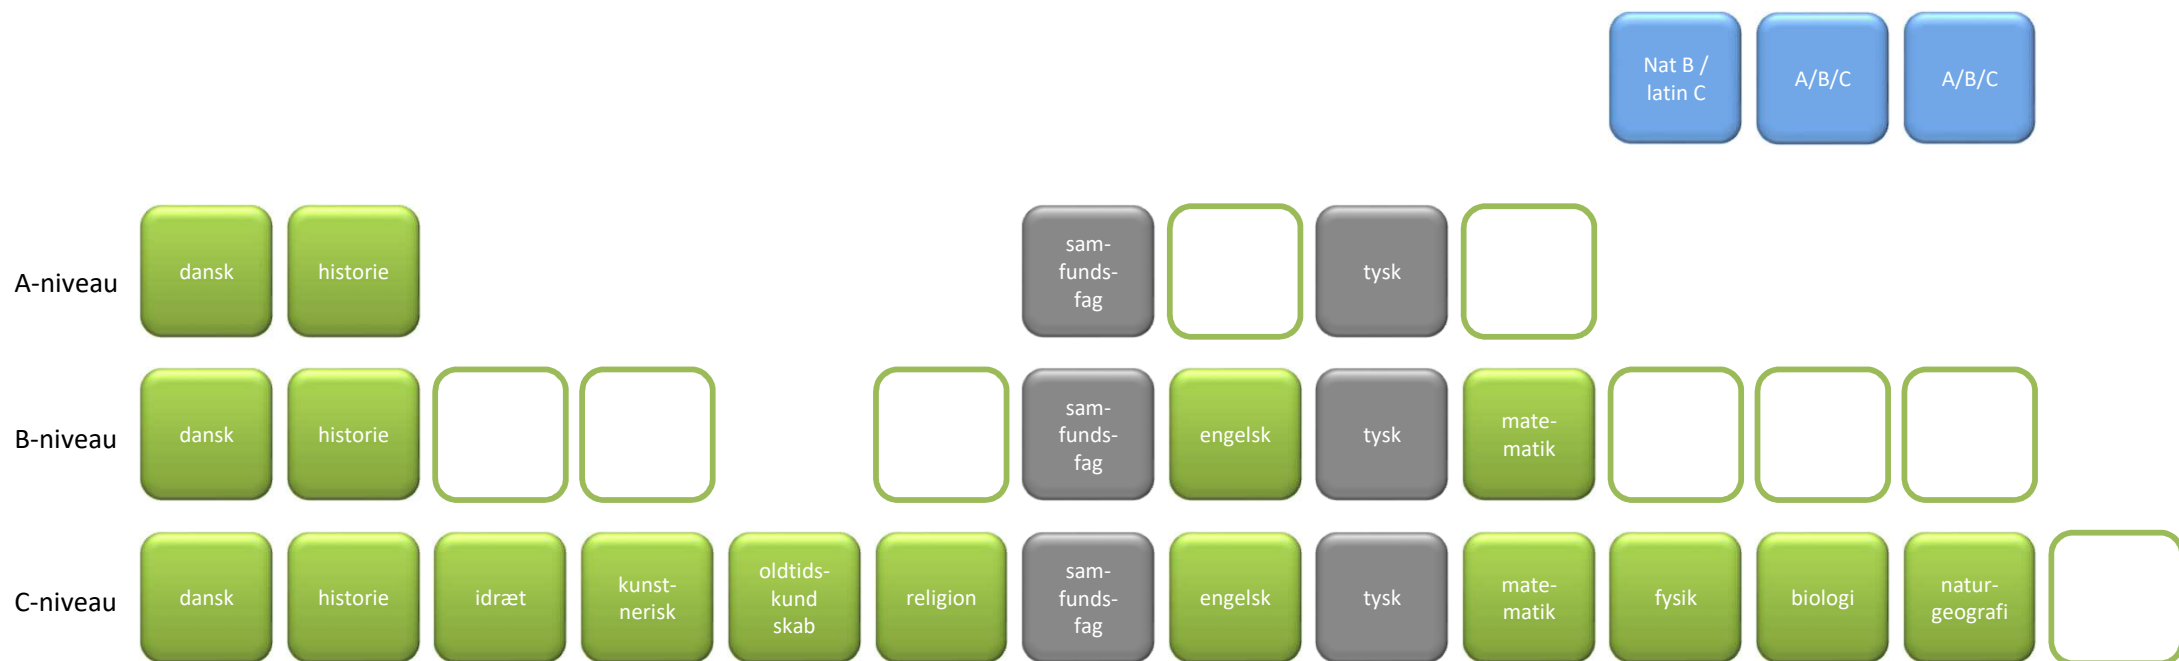 Nat B /
latin C
A/B/C
A/B/C
A-niveau
dansk
historie
sam-
funds-
fag
tysk
B-niveau
dansk
historie
sam-
funds-
fag
engelsk
tysk
mate-
matik
C-niveau
dansk
historie
idræt
kunst-
nerisk
oldtids-
kund
skab
religion
sam-
funds-
fag
engelsk
tysk
mate-
matik
fysik
biologi
natur-
geografi